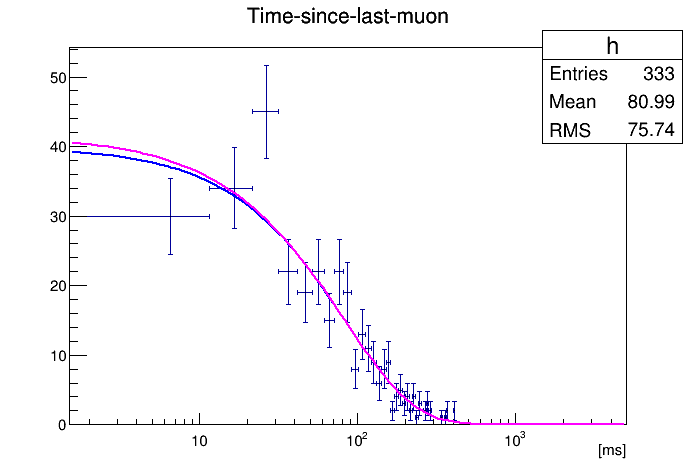 Time-since-last-muon
h
Entries 333
Mean 80.99
RMS 75.74
50
40
30
20
10
0
10 10² 10³
[ms]